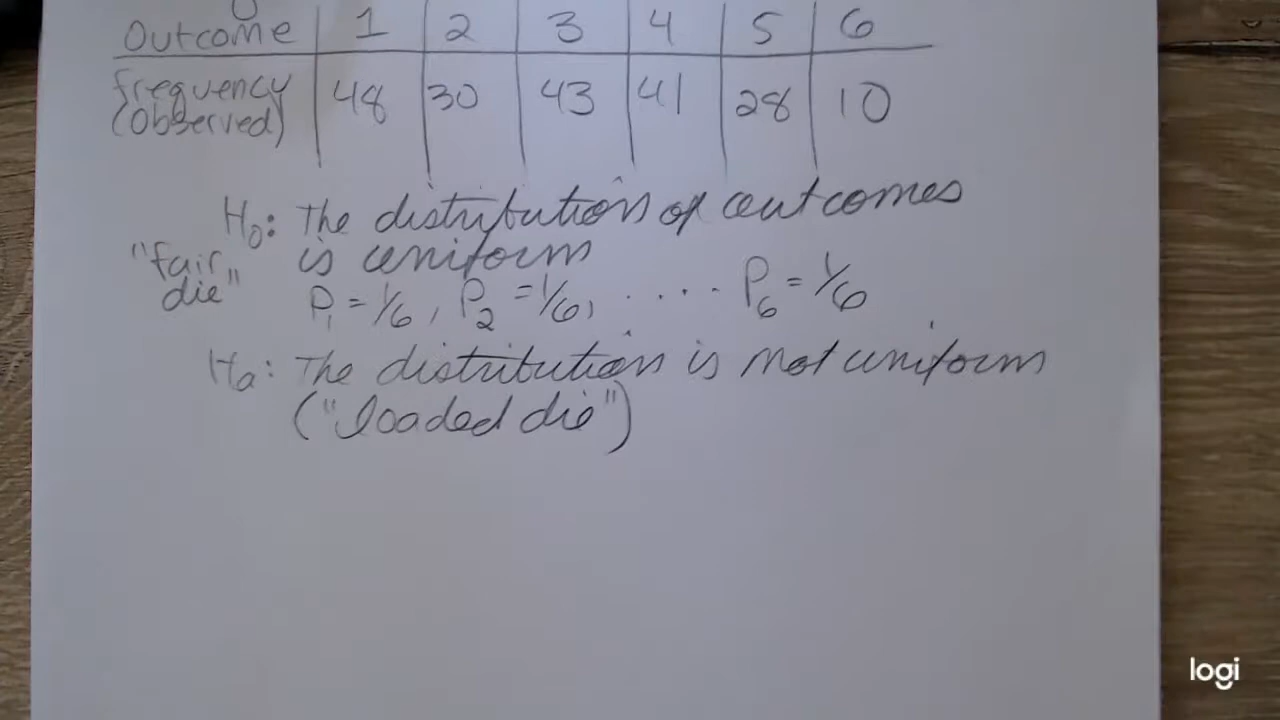 Outcome 1 2 3 4 5 6
frequency 48 30 43 41 28 10
(Observed)
H₀: The distribution of outcomes
"fair is uniform
die" P₁ = 1/6, P₂ = 1/6, . . . . P₆ = 1/6
Hₐ: The distribution is not uniform
("loaded die")
logi